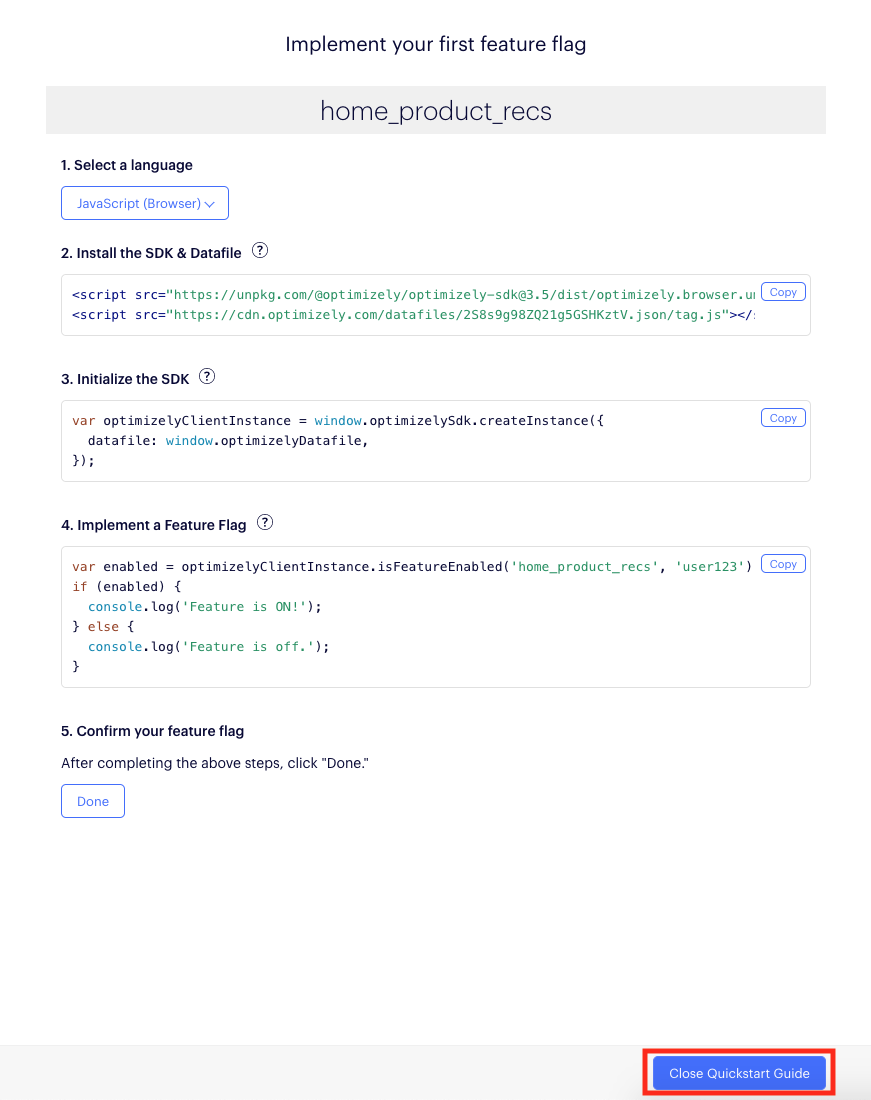 Implement your first feature flag
home_product_recs
1. Select a language
JavaScript (Browser)
2. Install the SDK & Datafile ?
Copy
<script src="https://unpkg.com/@optimizely/optimizely-sdk@3.5/dist/optimizely.browser.u
<script src="https://cdn.optimizely.com/datafiles/2S8s9g98ZQ21g5GSHKztV.json/tag.js"></
3. Initialize the SDK ?
Copy
var optimizelyClientInstance = window.optimizelySdk.createInstance({
  datafile: window.optimizelyDatafile,
});
4. Implement a Feature Flag ?
Copy
var enabled = optimizelyClientInstance.isFeatureEnabled('home_product_recs', 'user123')
if (enabled) {
  console.log('Feature is ON!');
} else {
  console.log('Feature is off.');
}
5. Confirm your feature flag
After completing the above steps, click "Done."
Done
Close Quickstart Guide